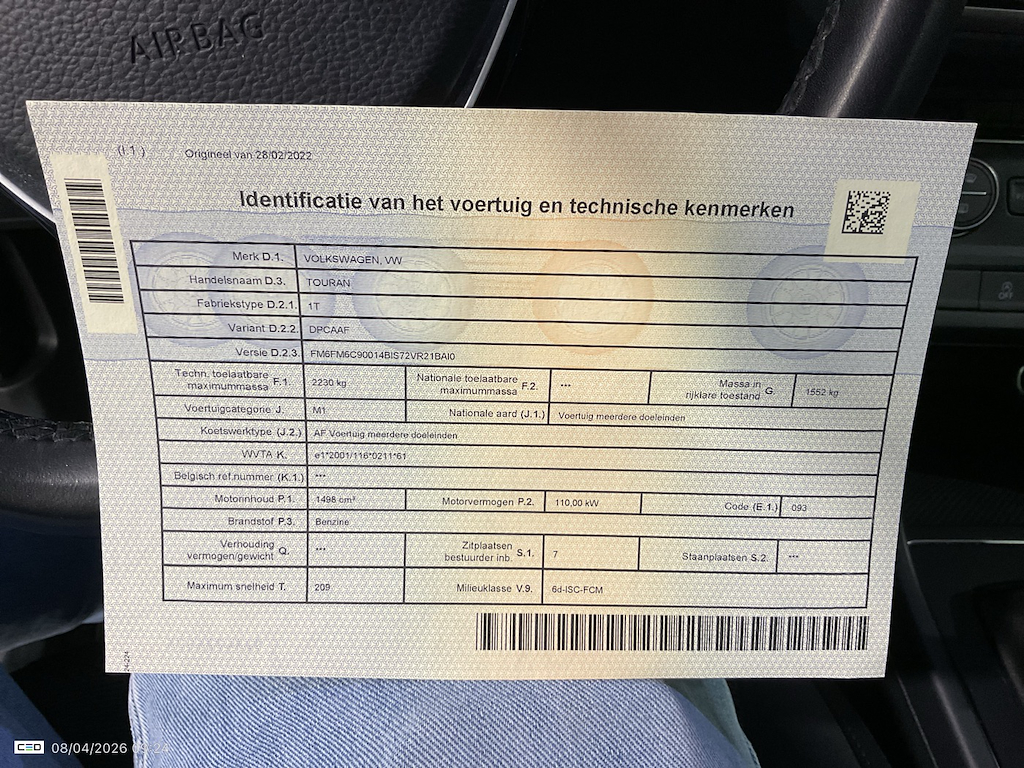 AIRBAG
(I.1.) Origineel van 28/02/2022
Identificatie van het voertuig en technische kenmerken
Merk D.1. VOLKSWAGEN, VW
Handelsnaam D.3. TOURAN
Fabriekstype D.2.1. 1T
Variant D.2.2. DPCAAF
Versie D.2.3. FM6FM6C90014BIS72VR21BAI0
Techn. toelaatbare maximummassa F.1. 2230 kg Nationale toelaatbare maximummassa F.2. *** Massa in rijklare toestand G 1552 kg
Voertuigcategorie J. M1 Nationale aard (J.1.) Voertuig meerdere doeleinden
Koetswerktype (J.2.) AF Voertuig meerdere doeleinden
WVTA K. e1*2001/116*0211*61
Belgisch ref.nummer (K.1.) ***
Motorinhoud P.1. 1498 cm³ Motorvermogen P.2. 110,00 kW Code (E.1.) 093
Brandstof P.3. Benzine
Verhouding vermogen/gewicht Q. *** Zitplaatsen bestuurder inb. S.1. 7 Staanplaatsen S.2. ***
Maximum snelheid T. 209 Milieuklasse V.9. 6d-ISC-FCM
CEO 08/04/2026 09:24